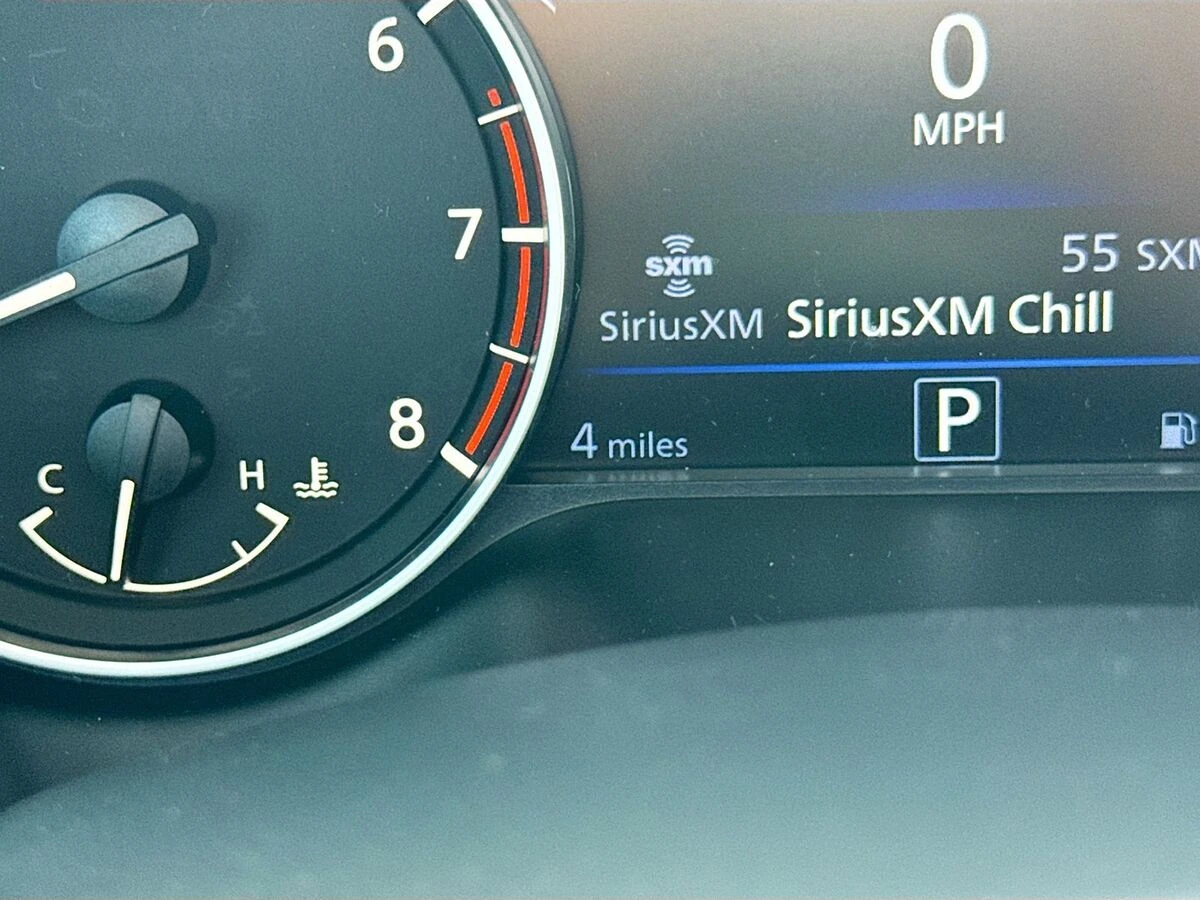 6
7
8
C H
0
MPH
sxm
55 SXM
SiriusXM SiriusXM Chill
4 miles
P